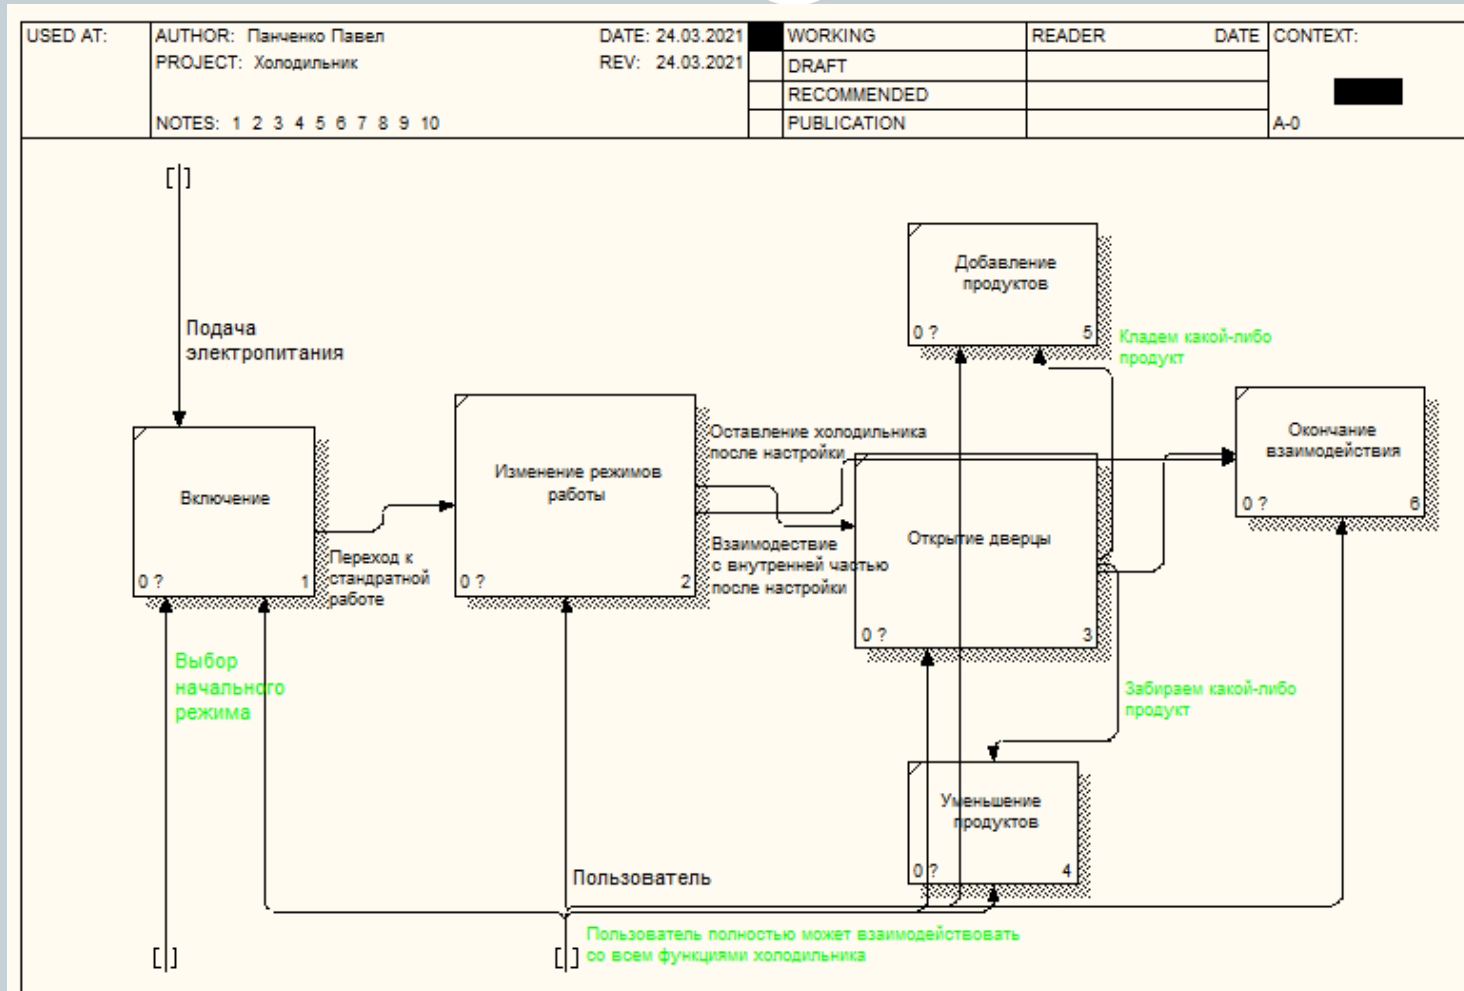 USED AT:
AUTHOR: Панченко Павел
DATE: 24.03.2021
PROJECT: Холодильник
REV: 24.03.2021
NOTES: 1 2 3 4 5 6 7 8 9 10
WORKING
DRAFT
RECOMMENDED
PUBLICATION
READER
DATE
CONTEXT:
A-0
Подача
электропитания
Включение
0 ?
1
Переход к
стандратной
работе
Выбор
начального
режима
Изменение режимов
работы
0 ?
2
Оставление холодильника
после настройки
Взаимодествие
с внутренней частью
после настройки
Добавление
продуктов
0 ?
5
Кладем какой-либо
продукт
Открытие дверцы
0 ?
3
Окончание
взаимодействия
0 ?
6
Забираем какой-либо
продукт
Уменьшение
продуктов
0 ?
4
Пользователь
Пользователь полностью может взаимодействовать
со всем функциями холодильника